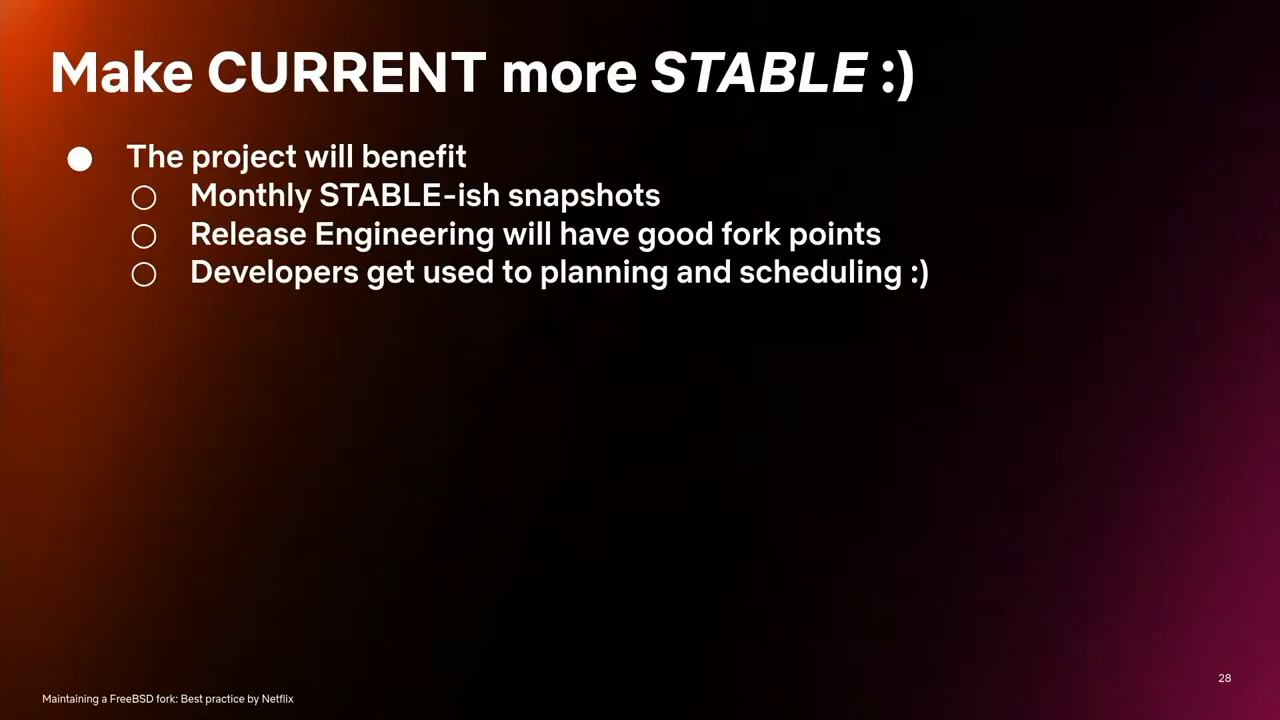 Make CURRENT more STABLE :)
● The project will benefit
○ Monthly STABLE-ish snapshots
○ Release Engineering will have good fork points
○ Developers get used to planning and scheduling :)
28
Maintaining a FreeBSD fork: Best practice by Netflix